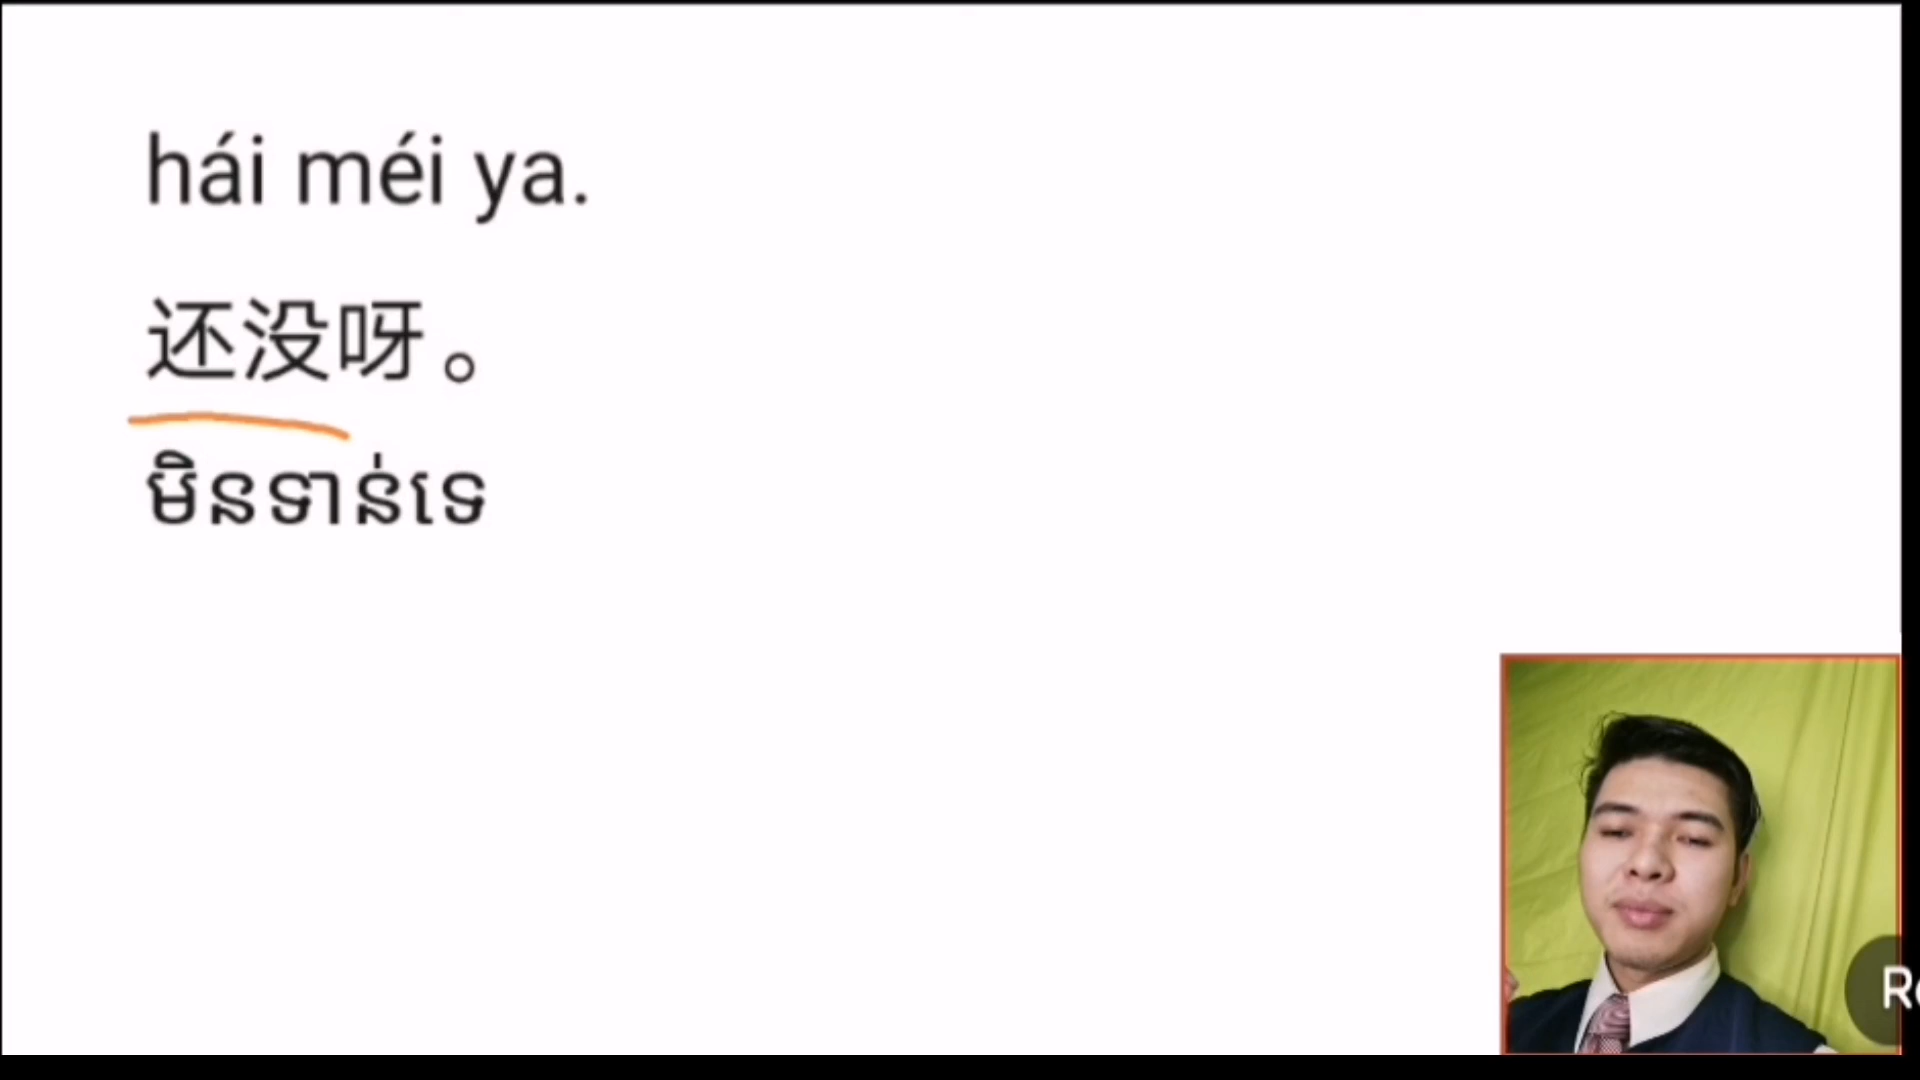 hái méi ya.
还没呀。
មិនទាន់ទេ